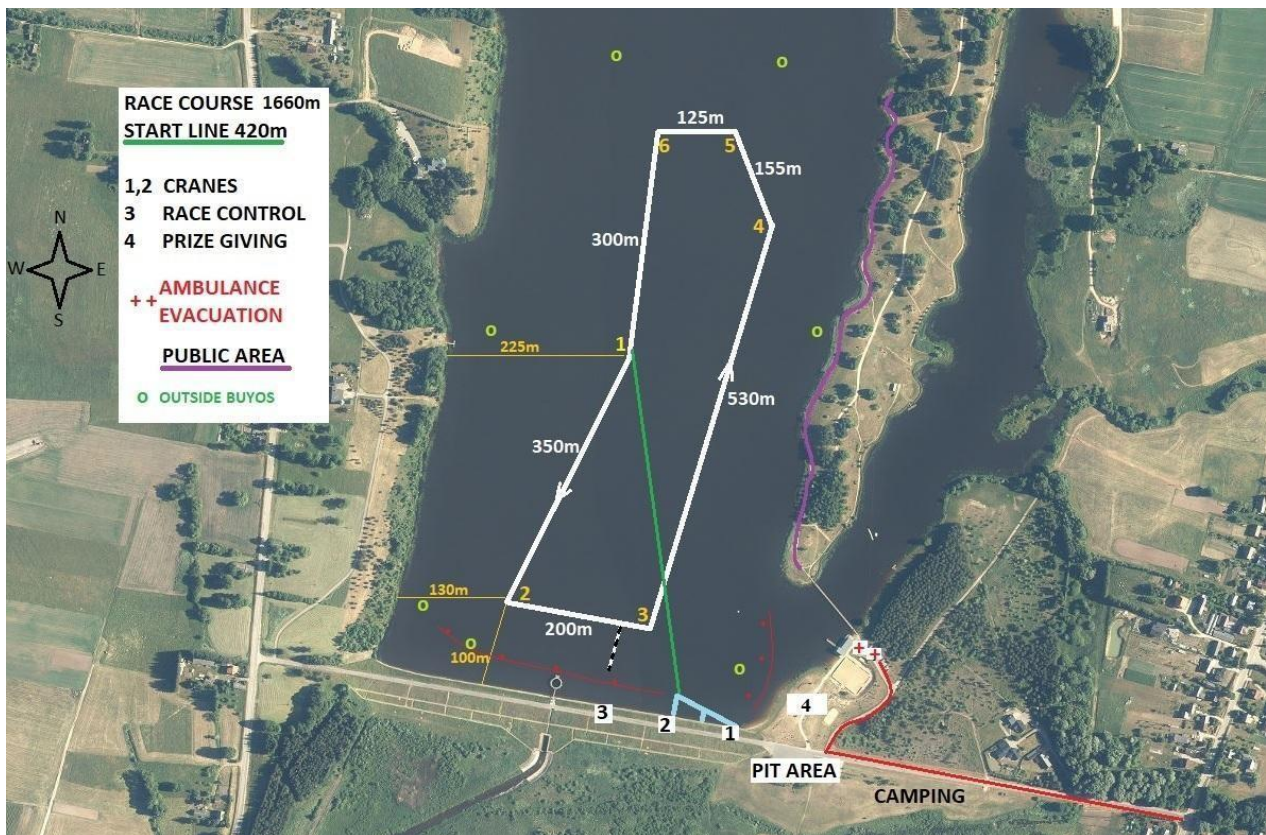 RACE COURSE 1660m
START LINE 420m
1,2 CRANES
3 RACE CONTROL
4 PRIZE GIVING
N
W E
S
++ AMBULANCE
EVACUATION
PUBLIC AREA
O OUTSIDE BUYOS
o o
125m
6 5
155m
4
300m
o o
1
225m
530m
350m
130m
2
o
3
200m
o
100m
o
++
3
2
1
4
PIT AREA
CAMPING